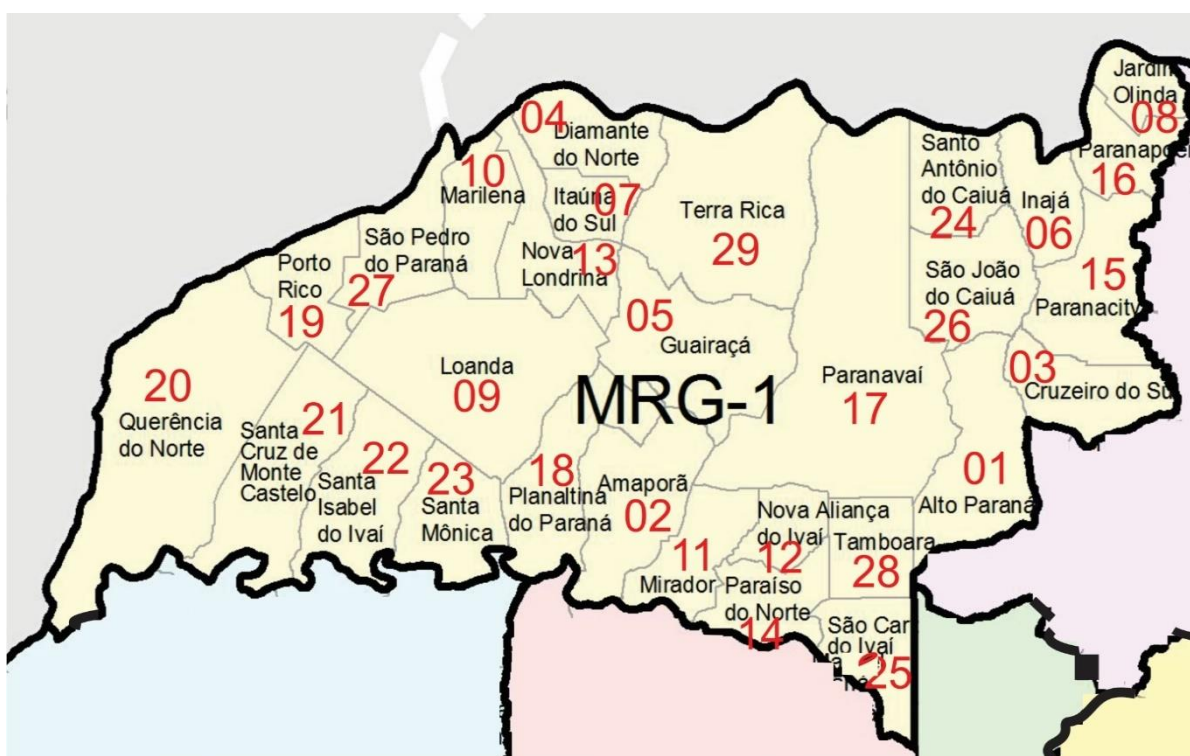 Jardin
Olinda
08
04
Diamante
do Norte
Santo
Antônio
do Caiuá
24
16
10
Marilena
Itaúna
do Sul
07
Terra Rica
29
Inajá
06
São Pedro
do Paraná
27
Nova
Londrina
13
Porto
Rico
19
São João
do Caiuá
26
15
Paranacity
05
Guairaçá
Loanda
09
MRG-1
Paranavaí
17
03
Cruzeiro do Su
20
Querência
do Norte
21
Santa
Cruz de
Monte
Castelo
22
Santa
Isabel
do Ivaí
23
Santa
Mônica
18
Planaltina
do Paraná
Amaporã
02
01
Alto Paraná
Nova Aliança
do Ivaí
12
Tamboara
28
11
Mirador
Paraíso
do Norte
14
São Car
do Ivaí
25